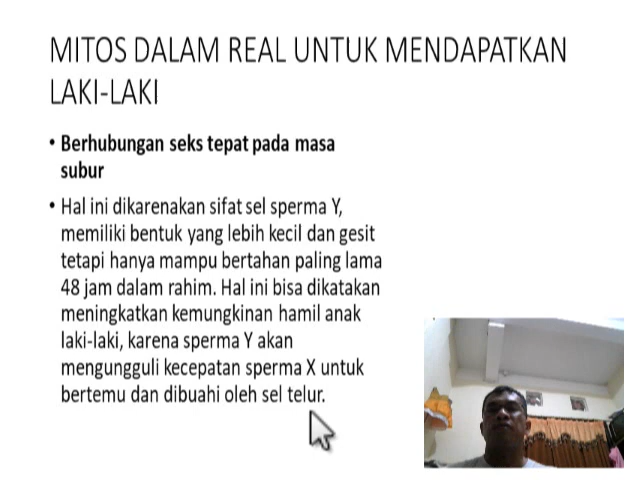 MITOS DALAM REAL UNTUK MENDAPATKAN
LAKI-LAKI
• Berhubungan seks tepat pada masa
subur
• Hal ini dikarenakan sifat sel sperma Y,
memiliki bentuk yang lebih kecil dan gesit
tetapi hanya mampu bertahan paling lama
48 jam dalam rahim. Hal ini bisa dikatakan
meningkatkan kemungkinan hamil anak
laki-laki, karena sperma Y akan
mengungguli kecepatan sperma X untuk
bertemu dan dibuahi oleh sel telur.